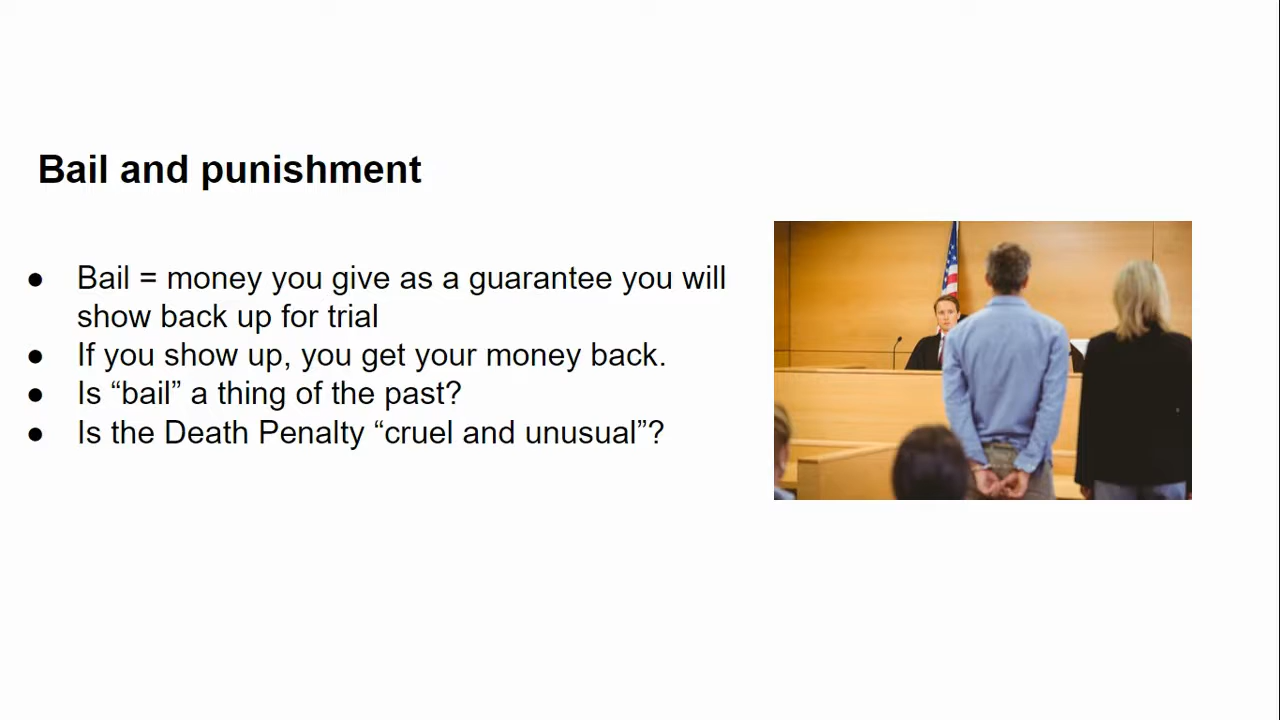 Bail and punishment
● Bail = money you give as a guarantee you will
show back up for trial
● If you show up, you get your money back.
● Is “bail” a thing of the past?
● Is the Death Penalty “cruel and unusual”?